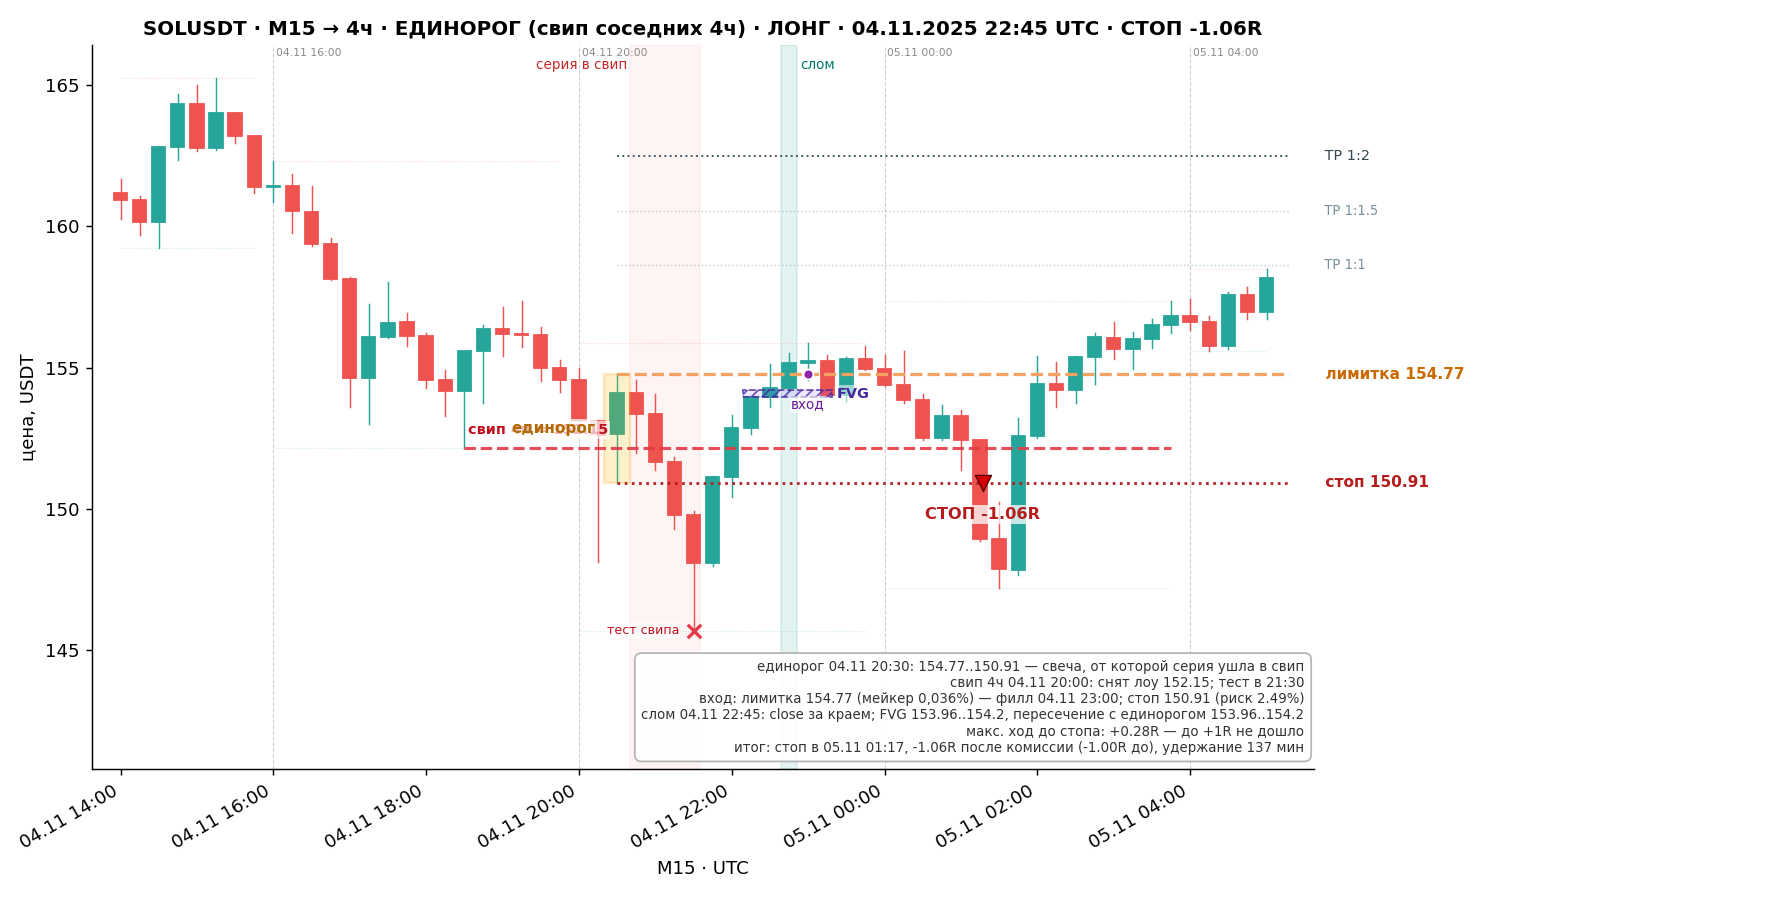 SOLUSDT · M15 → 4ч · ЕДИНОРОГ (свип соседних 4ч) · ЛОНГ · 04.11.2025 22:45 UTC · СТОП -1.06R
04.11 16:00
04.11 20:00
05.11 00:00
05.11 04:00
серия в свип
слом
165
160
155
150
145
цена, USDT
TP 1:2
TP 1:1.5
TP 1:1
лимитка 154.77
стоп 150.91
FVG
вход
свип
единорог
СТОП -1.06R
тест свипа
единорог 04.11 20:30: 154.77..150.91 — свеча, от которой серия ушла в свип
свип 4ч 04.11 20:00: снят лоу 152.15; тест в 21:30
вход: лимитка 154.77 (мейкер 0,036%) — филл 04.11 23:00; стоп 150.91 (риск 2.49%)
слом 04.11 22:45: close за краем; FVG 153.96..154.2, пересечение с единорогом 153.96..154.2
макс. ход до стопа: +0.28R — до +1R не дошло
итог: стоп в 05.11 01:17, -1.06R после комиссии (-1.00R до), удержание 137 мин
04.11 14:00
04.11 16:00
04.11 18:00
04.11 20:00
04.11 22:00
05.11 00:00
05.11 02:00
05.11 04:00
M15 · UTC